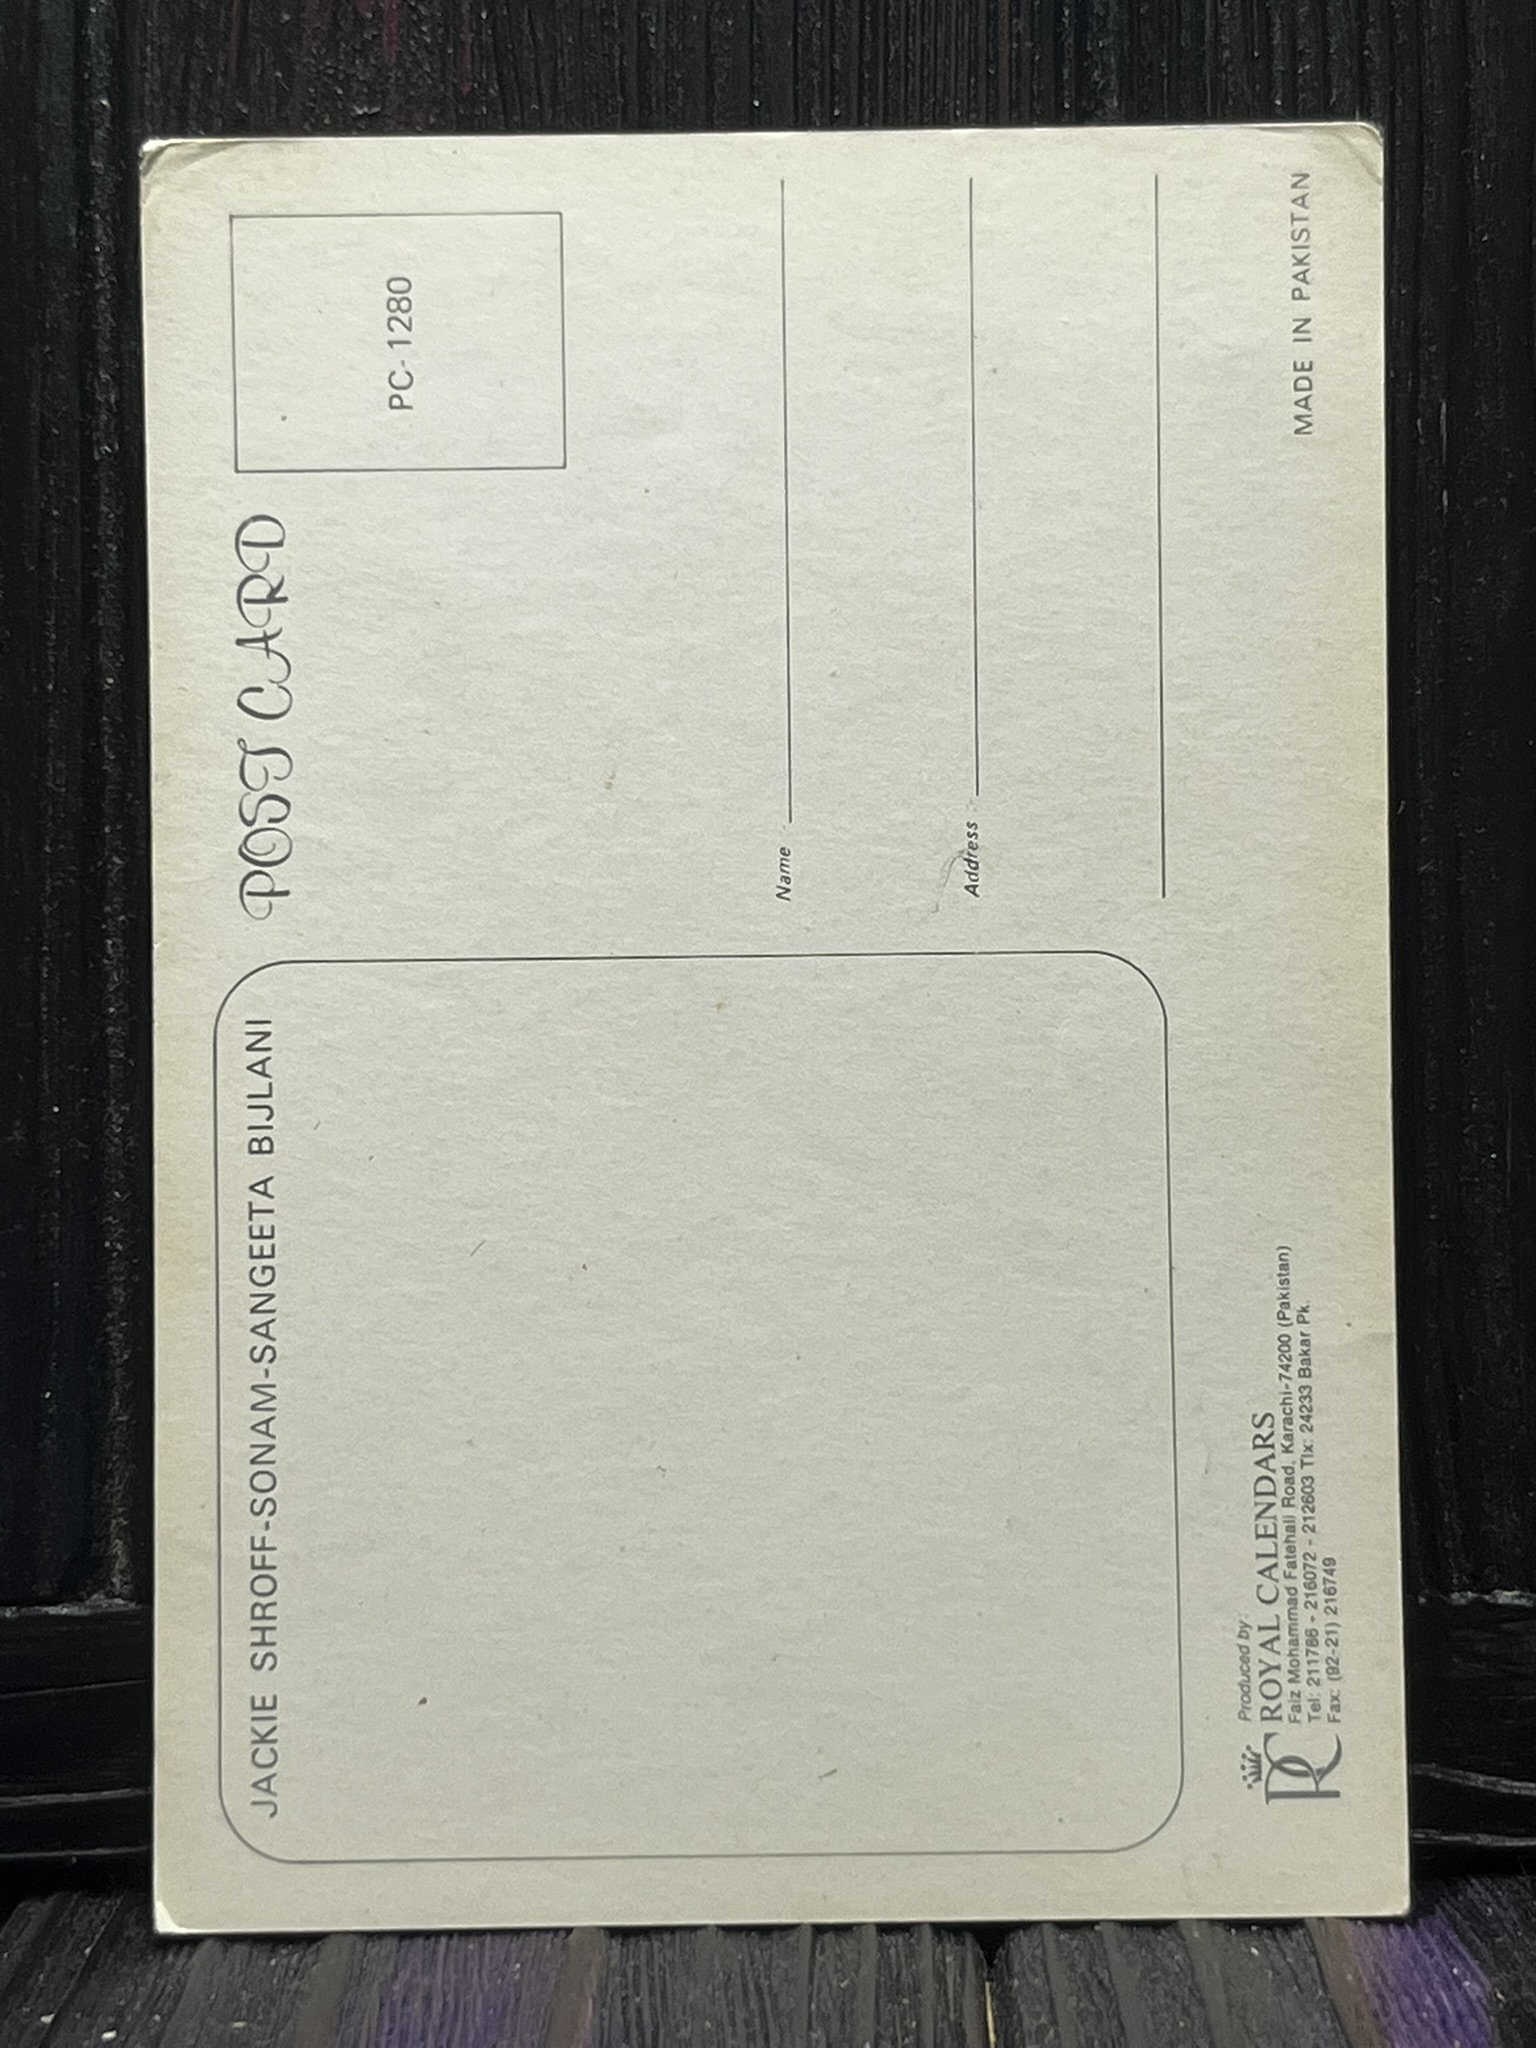 JACKIE SHROFF-SONAM-SANGEETA BIJLANI
POST CARD
PC-1280
Name
Address
Produced by:
RC ROYAL CALENDARS
Faiz Mohammad Fatehali Road, Karachi-74200 (Pakistan)
Tel: 211786 - 216072 - 212603 Tlx: 24233 Bakar Pk.
Fax: (92-21) 216749
MADE IN PAKISTAN